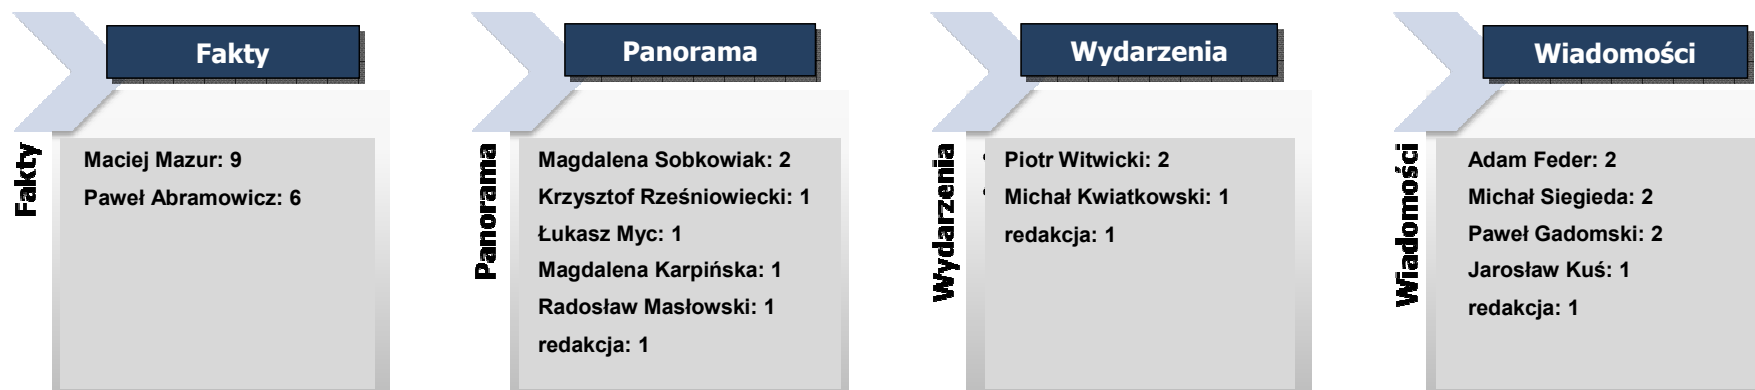 Fakty
Fakty
Maciej Mazur: 9
Paweł Abramowicz: 6
Panorama
Panorama
Magdalena Sobkowiak: 2
Krzysztof Rześniowiecki: 1
Łukasz Myc: 1
Magdalena Karpińska: 1
Radosław Masłowski: 1
redakcja: 1
Wydarzenia
Wydarzenia
• Piotr Witwicki: 2
• Michał Kwiatkowski: 1
redakcja: 1
Wiadomości
Wiadomości
Adam Feder: 2
Michał Siegieda: 2
Paweł Gadomski: 2
Jarosław Kuś: 1
redakcja: 1